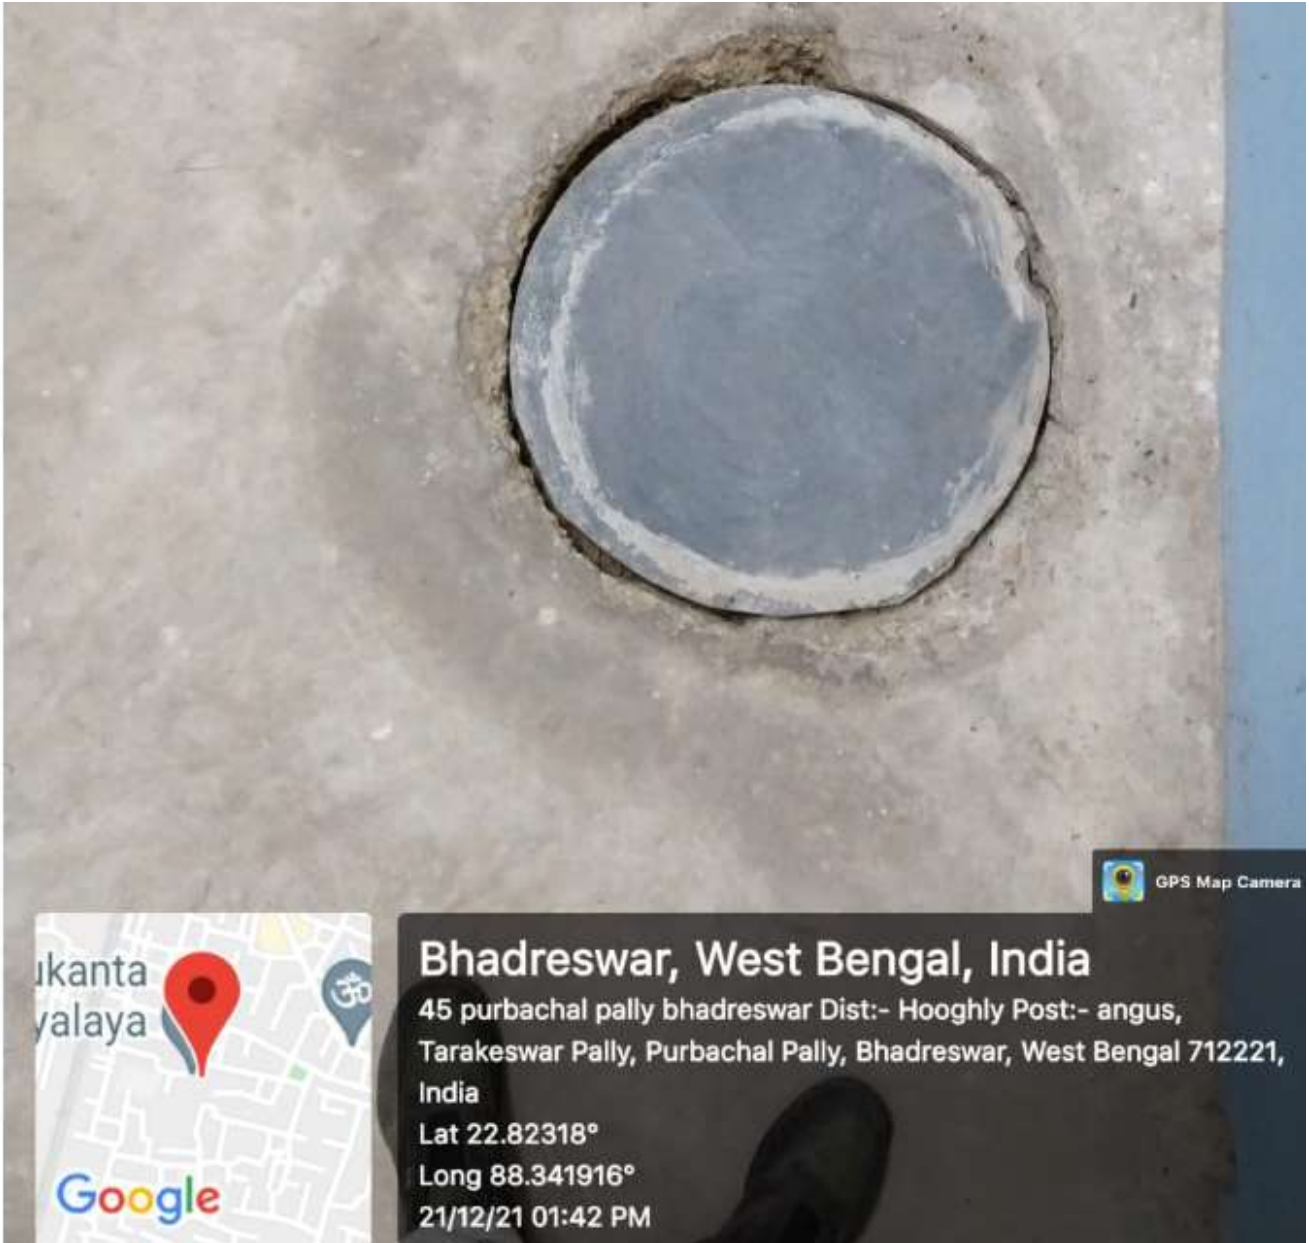 GPS Map Camera
ukanta
yalaya
Google
Bhadreswar, West Bengal, India
45 purbachal pally bhadreswar Dist:- Hooghly Post:- angus,
Tarakeswar Pally, Purbachal Pally, Bhadreswar, West Bengal 712221,
India
Lat 22.82318°
Long 88.341916°
21/12/21 01:42 PM